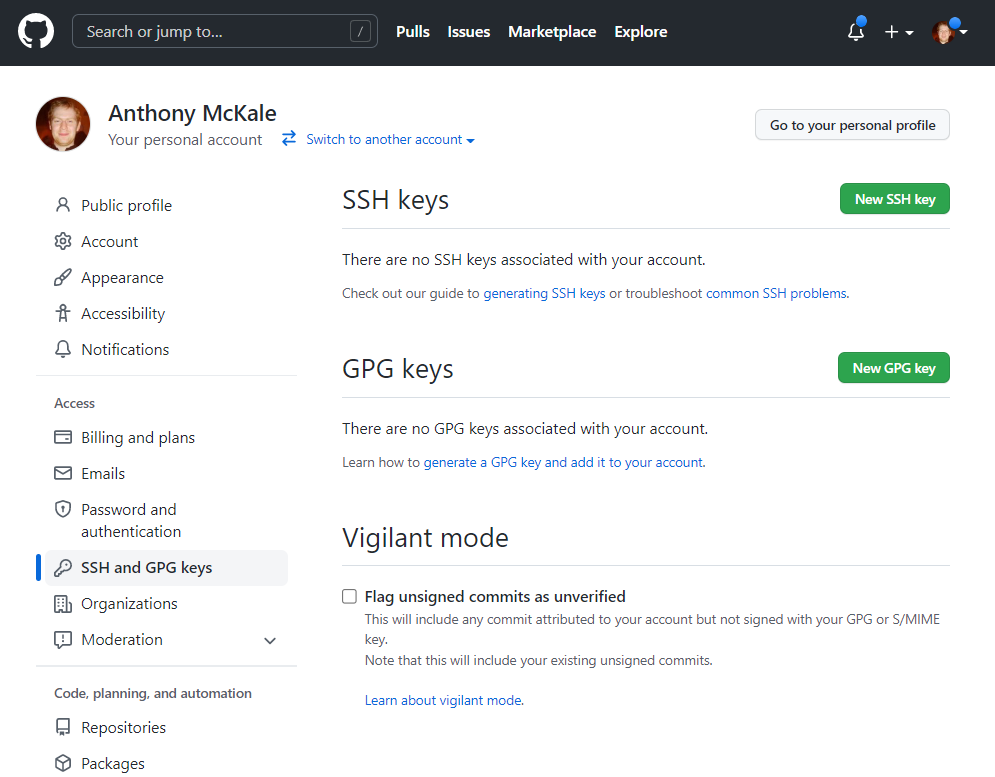 Search or jump to... /
Pulls Issues Marketplace Explore
Anthony McKale
Your personal account Switch to another account
Go to your personal profile
Public profile
Account
Appearance
Accessibility
Notifications
Access
Billing and plans
Emails
Password and
authentication
SSH and GPG keys
Organizations
Moderation
Code, planning, and automation
Repositories
Packages
SSH keys
New SSH key
There are no SSH keys associated with your account.
Check out our guide to generating SSH keys or troubleshoot common SSH problems.
GPG keys
New GPG key
There are no GPG keys associated with your account.
Learn how to generate a GPG key and add it to your account.
Vigilant mode
Flag unsigned commits as unverified
This will include any commit attributed to your account but not signed with your GPG or S/MIME
key.
Note that this will include your existing unsigned commits.
Learn about vigilant mode.